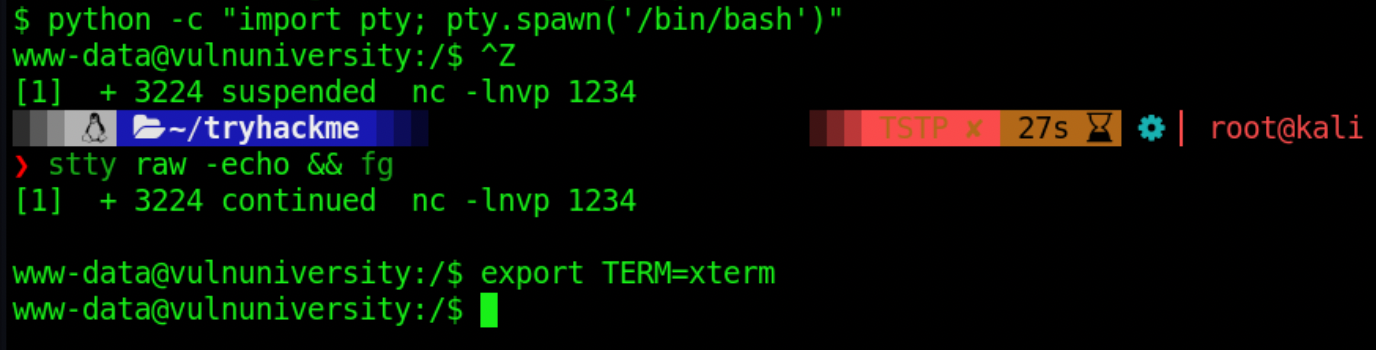 $ python -c "import pty; pty.spawn('/bin/bash')"
www-data@vulnuniversity:/$ ^Z
[1]  + 3224 suspended  nc -lnvp 1234
~/tryhackme TSTP ✘ 27s root@kali
❯ stty raw -echo && fg
[1]  + 3224 continued  nc -lnvp 1234
www-data@vulnuniversity:/$ export TERM=xterm
www-data@vulnuniversity:/$